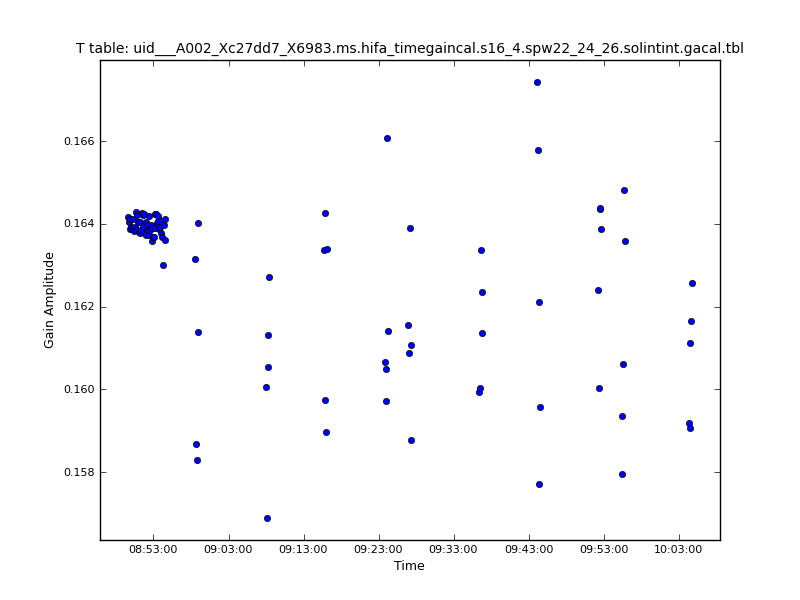 T table: uid___A002_Xc27dd7_X6983.ms.hifa_timegaincal.s16_4.spw22_24_26.solintint.gacal.tbl
0.166
0.164
0.162
0.160
0.158
Gain Amplitude
08:53:00 09:03:00 09:13:00 09:23:00 09:33:00 09:43:00 09:53:00 10:03:00
Time